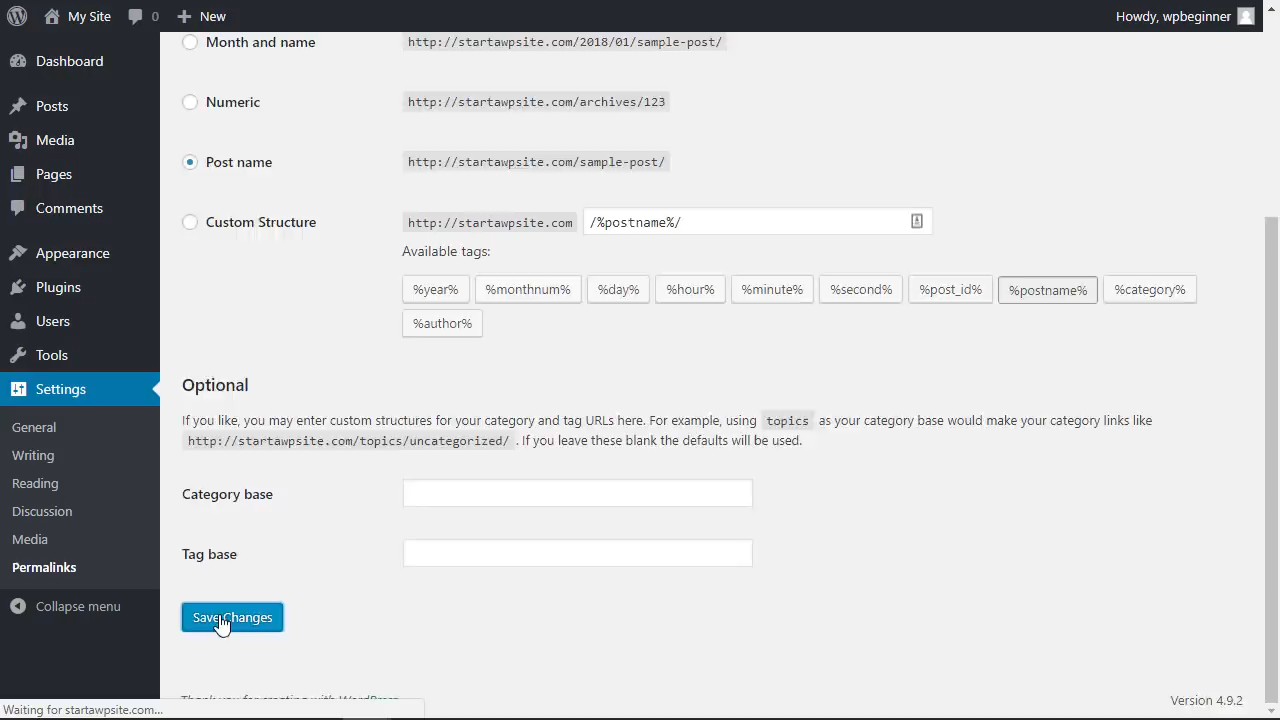 My Site 0 New Howdy, wpbeginner
Dashboard
Posts
Media
Pages
Comments
Appearance
Plugins
Users
Tools
Settings
General
Writing
Reading
Discussion
Media
Permalinks
Collapse menu
Month and name http://startawpsite.com/2018/01/sample-post/
Numeric http://startawpsite.com/archives/123
Post name http://startawpsite.com/sample-post/
Custom Structure http://startawpsite.com /%postname%/
Available tags:
%year% %monthnum% %day% %hour% %minute% %second% %post_id% %postname% %category%
%author%
Optional
If you like, you may enter custom structures for your category and tag URLs here. For example, using topics as your category base would make your category links like
http://startawpsite.com/topics/uncategorized/ . If you leave these blank the defaults will be used.
Category base
Tag base
Save Changes
Thank you for creating with WordPress.
Version 4.9.2
Waiting for startawpsite.com...